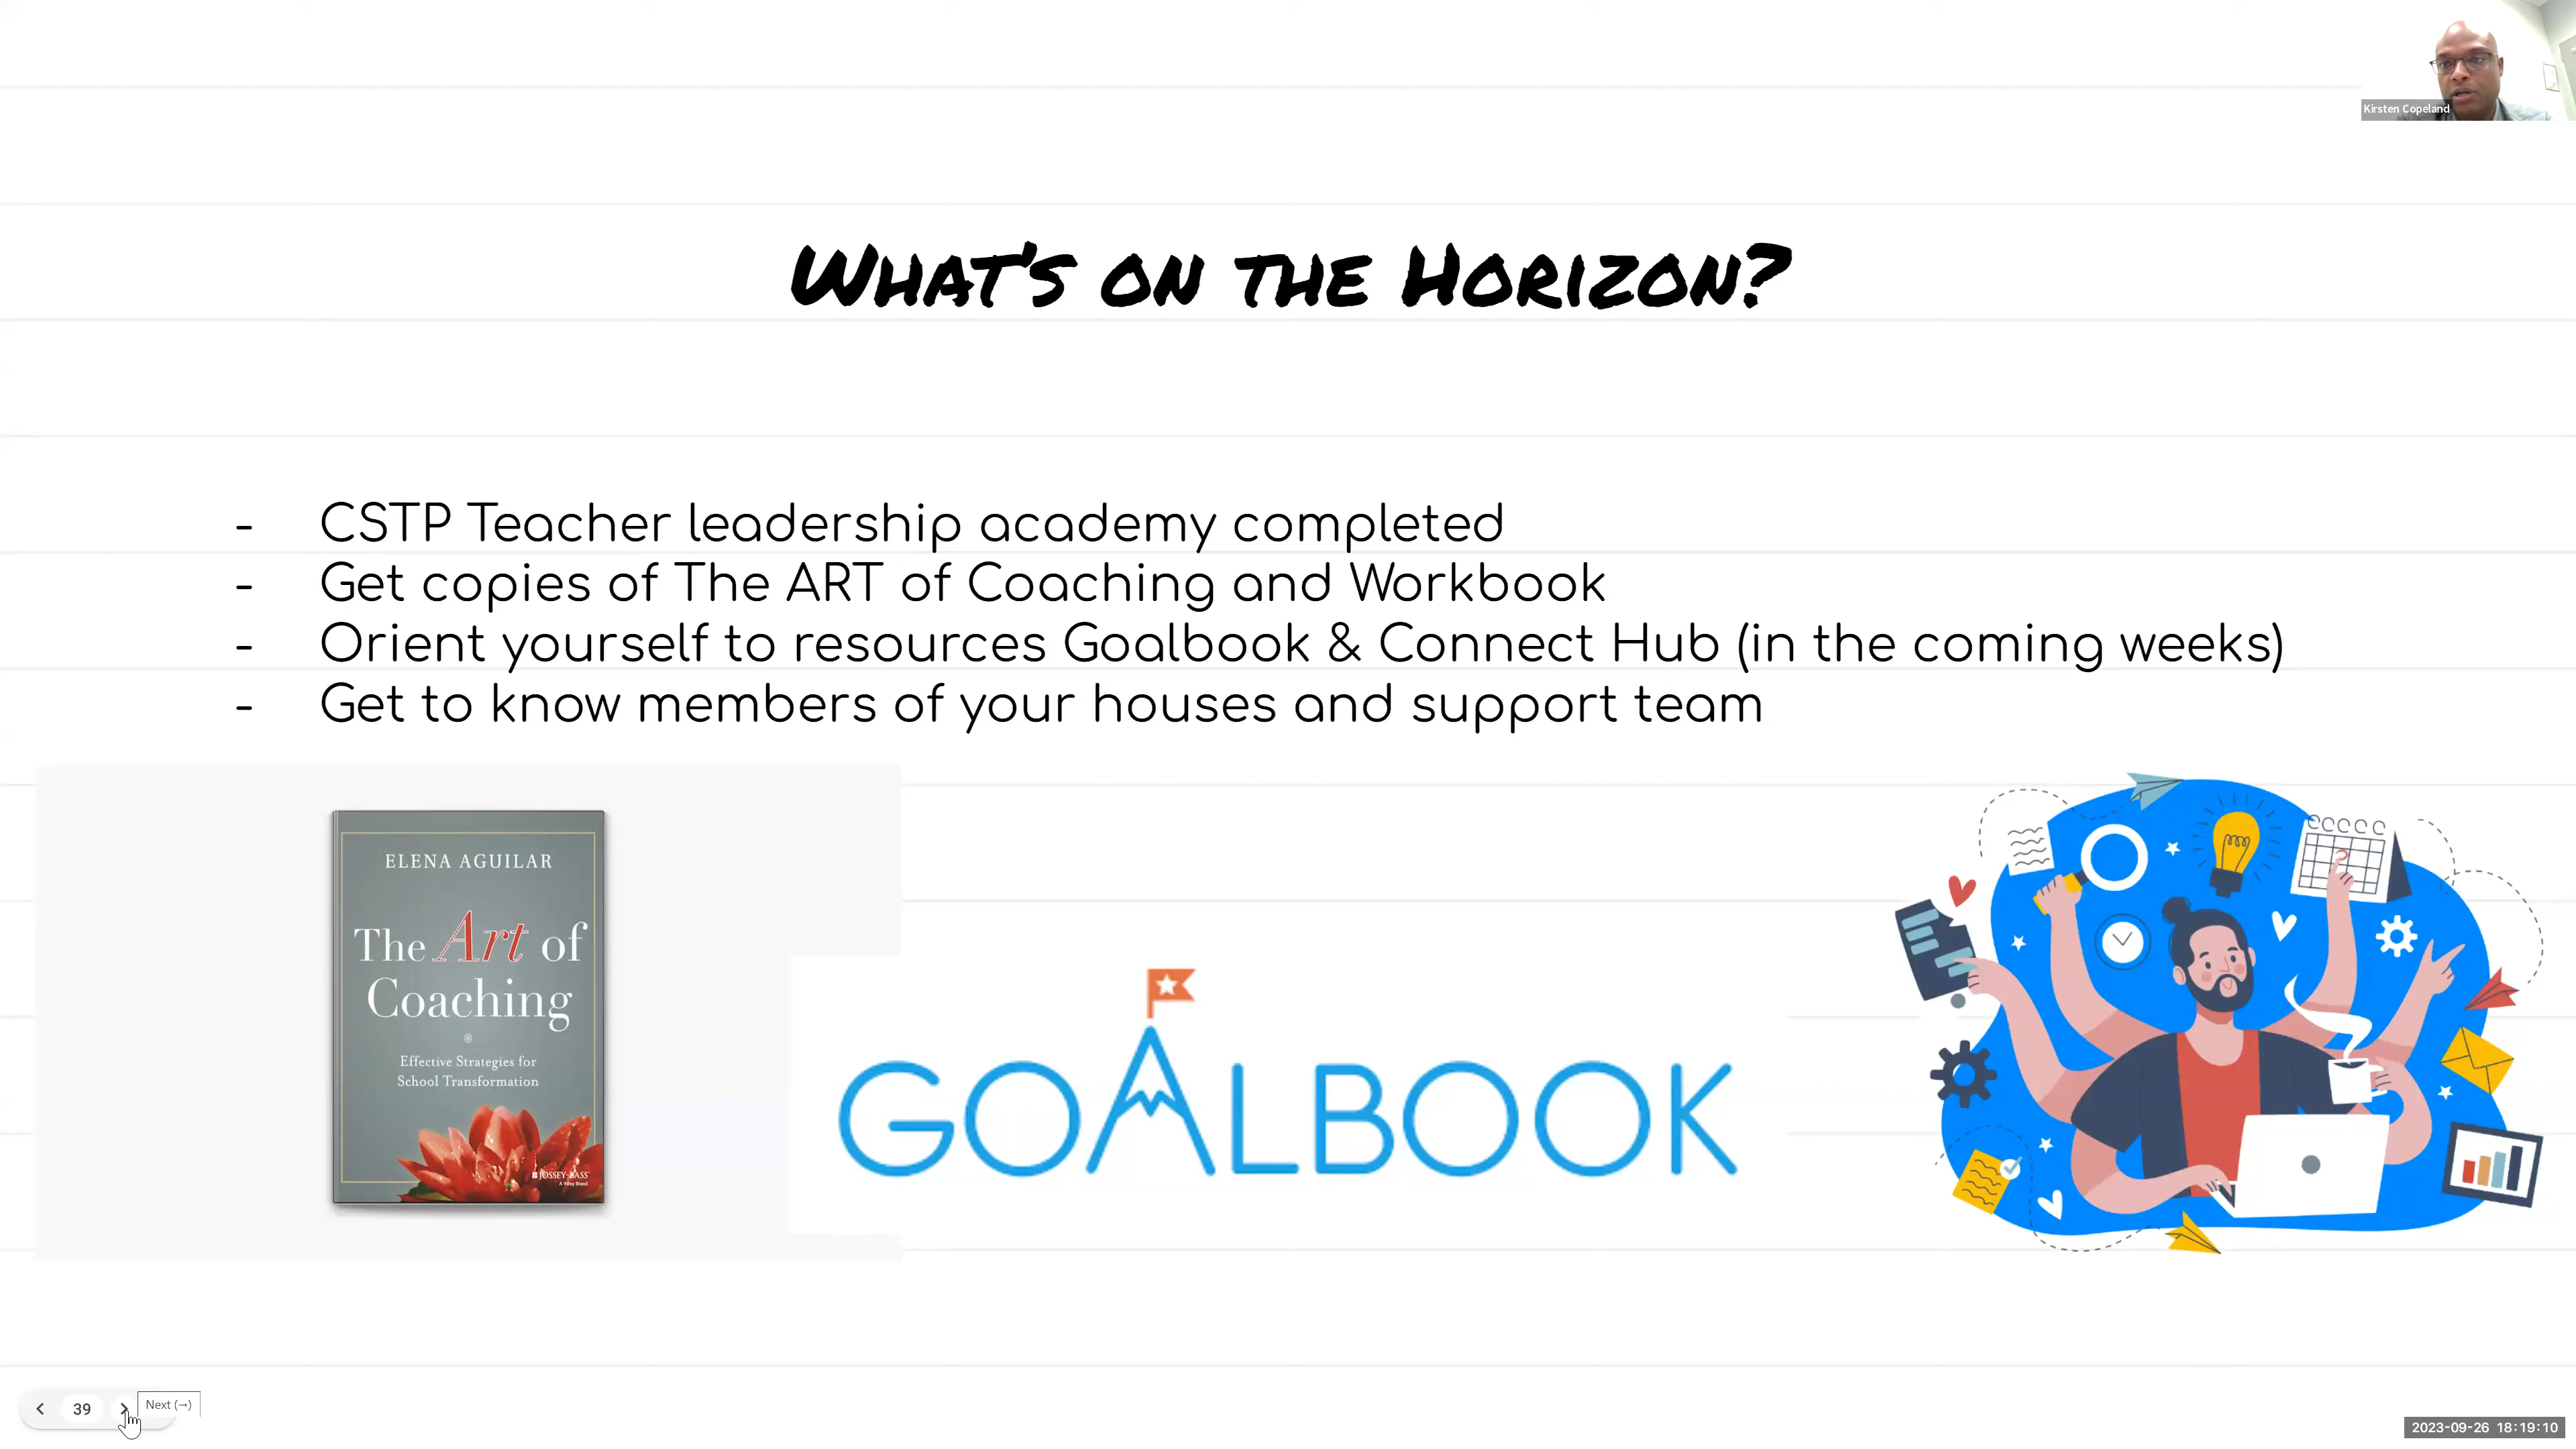 Kirsten Copeland
What's on the Horizon?
- CSTP Teacher leadership academy completed
- Get copies of The ART of Coaching and Workbook
- Orient yourself to resources Goalbook & Connect Hub (in the coming weeks)
- Get to know members of your houses and support team
ELENA AGUILAR
The Art of
Coaching
Effective Strategies for
School Transformation
JOSSEY-BASS
A Wiley Brand
GOALBOOK
39
Next (→)
2023-09-26 18:19:10